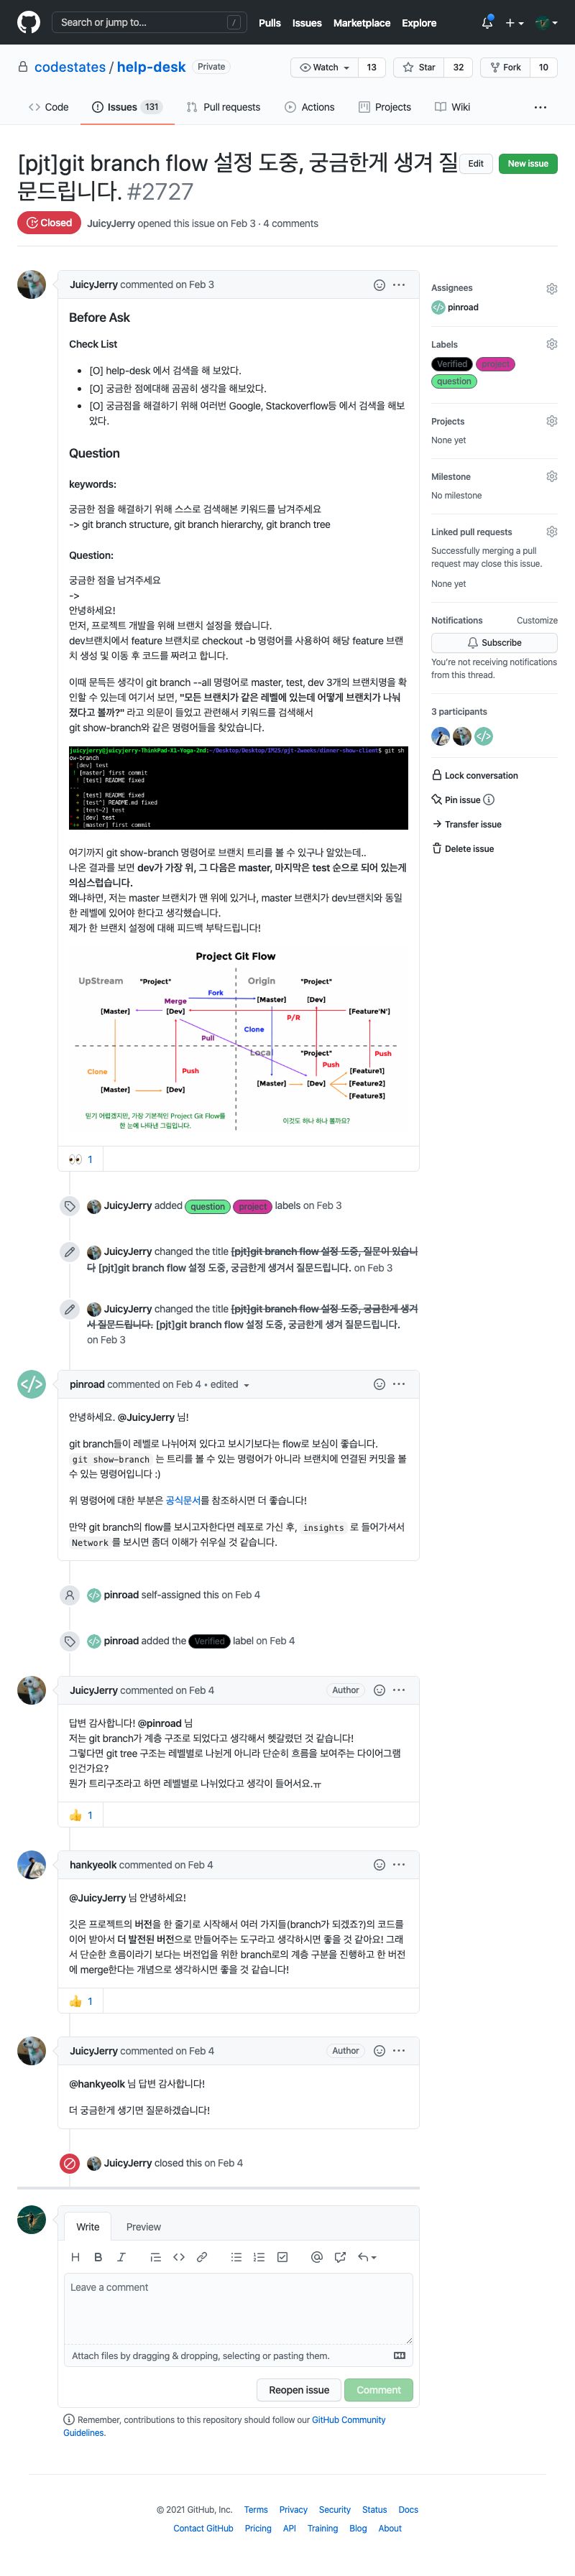 Search or jump to... /
Pulls Issues Marketplace Explore
codestates / help-desk Private
Watch 13 Star 32 Fork 10
Code Issues 131 Pull requests Actions Projects Wiki ...
[pjt]git branch flow 설정 도중, 궁금한게 생겨 질
문드립니다. #2727
Edit New issue
Closed JuicyJerry opened this issue on Feb 3 · 4 comments
JuicyJerry commented on Feb 3
Before Ask
Check List
• [O] help-desk 에서 검색을 해 보았다.
• [O] 궁금한 점에대해 곰곰히 생각을 해보았다.
• [O] 궁금점을 해결하기 위해 여러번 Google, Stackoverflow등 에서 검색을 해보
았다.
Question
keywords:
궁금한 점을 해결하기 위해 스스로 검색해본 키워드를 남겨주세요
-> git branch structure, git branch hierarchy, git branch tree
Question:
궁금한 점을 남겨주세요
->
안녕하세요!
먼저, 프로젝트 개발을 위해 브랜치 설정을 했습니다.
dev브랜치에서 feature 브랜치로 checkout -b 명령어를 사용하여 해당 feature 브랜
치 생성 및 이동 후 코드를 짜려고 합니다.
이때 문득든 생각이 git branch --all 명령어로 master, test, dev 3개의 브랜치명을 확
인할 수 있는데 여기서 보면, "모든 브랜치가 같은 레벨에 있는데 어떻게 브랜치가 나눠
졌다고 볼까?" 라고 의문이 들었고 관련해서 키워드를 검색해서
git show-branch와 같은 명령어들을 찾았습니다.
juicyjerry@juicyjerry-ThinkPad-X1-Yoga-2nd:~/Desktop/Desktop/IM25/pjt-2weeks/dinner-show-client$ git sh
ow-branch
* [dev] test
! [master] first commit
! [test] README fixed
---
+ [test] README fixed
+ [test^] README.md fixed
+ [test~2] test
* + [dev] test
*++ [master] first commit
여기까지 git show-branch 명령어로 브랜치 트리를 볼 수 있구나 알았는데..
나온 결과를 보면 dev가 가장 위, 그 다음은 master, 마지막은 test 순으로 되어 있는게
의심스럽습니다.
왜냐하면, 저는 master 브랜치가 맨 위에 있거나, master 브랜치가 dev브랜치와 동일
한 레벨에 있어야 한다고 생각했습니다.
제가 한 브랜치 설정에 대해 피드백 부탁드립니다!
Project Git Flow
UpStream "Project" Origin "Project"
Fork
Merge
[Master] [Dev] [Master] [Dev] [Feature'N']
P/R
Clone
Pull
Local "Project"
Clone Push Push Push
[Master] [Dev] [Master] [Dev] [Feature1]
[Feature2]
[Feature3]
믿기 어렵겠지만, 가장 기본적인 Project Git Flow를
한 눈에 나타낸 그림입니다.
이것도 하나 하나 볼까요?
1
JuicyJerry added question project labels on Feb 3
JuicyJerry changed the title [pjt]git branch flow 설정 도중, 질문이 있습니
다 [pjt]git branch flow 설정 도중, 궁금한게 생겨서 질문드립니다. on Feb 3
JuicyJerry changed the title [pjt]git branch flow 설정 도중, 궁금한게 생겨
서 질문드립니다. [pjt]git branch flow 설정 도중, 궁금한게 생겨 질문드립니다.
on Feb 3
pinroad commented on Feb 4 • edited
안녕하세요. @JuicyJerry 님!
git branch들이 레벨로 나뉘어져 있다고 보시기보다는 flow로 보심이 좋습니다.
git show-branch 는 트리를 볼 수 있는 명령어가 아니라 브랜치에 연결된 커밋을 볼
수 있는 명령어입니다 :)
위 명령어에 대한 부분은 공식문서를 참조하시면 더 좋습니다!
만약 git branch의 flow를 보시고자한다면 레포로 가신 후, insights 로 들어가셔서
Network 를 보시면 좀더 이해가 쉬우실 것 같습니다.
pinroad self-assigned this on Feb 4
pinroad added the Verified label on Feb 4
JuicyJerry commented on Feb 4 Author
답변 감사합니다! @pinroad 님
저는 git branch가 계층 구조로 되었다고 생각해서 헷갈렸던 것 같습니다!
그렇다면 git tree 구조는 레벨별로 나뉜게 아니라 단순히 흐름을 보여주는 다이어그램
인건가요?
뭔가 트리구조라고 하면 레벨별로 나뉘었다고 생각이 들어서요.ㅠ
1
hankyeolk commented on Feb 4
@JuicyJerry 님 안녕하세요!
깃은 프로젝트의 버전을 한 줄기로 시작해서 여러 가지들(branch가 되겠죠?)의 코드를
이어 받아서 더 발전된 버전으로 만들어주는 도구라고 생각하시면 좋을 것 같아요! 그래
서 단순한 흐름이라기 보다는 버전업을 위한 branch로의 계층 구분을 진행하고 한 버전
에 merge한다는 개념으로 생각하시면 좋을 것 같습니다!
1
JuicyJerry commented on Feb 4 Author
@hankyeolk 님 답변 감사합니다!
더 궁금한게 생기면 질문하겠습니다!
JuicyJerry closed this on Feb 4
Write Preview
Leave a comment
Attach files by dragging & dropping, selecting or pasting them.
Reopen issue Comment
Remember, contributions to this repository should follow our GitHub Community
Guidelines.
Assignees
pinroad
Labels
Verified project
question
Projects
None yet
Milestone
No milestone
Linked pull requests
Successfully merging a pull
request may close this issue.
None yet
Notifications Customize
Subscribe
You're not receiving notifications
from this thread.
3 participants
Lock conversation
Pin issue
Transfer issue
Delete issue
© 2021 GitHub, Inc. Terms Privacy Security Status Docs
Contact GitHub Pricing API Training Blog About